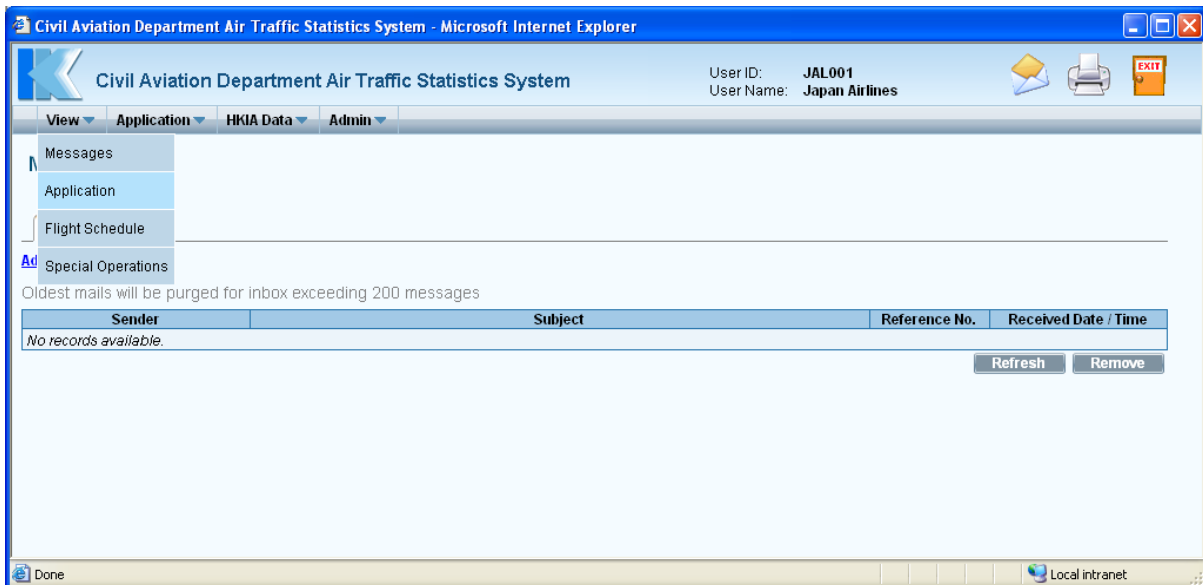 Civil Aviation Department Air Traffic Statistics System - Microsoft Internet Explorer
Civil Aviation Department Air Traffic Statistics System
User ID: JAL001
User Name: Japan Airlines
EXIT
View Application HKIA Data Admin
Messages
Application
Flight Schedule
Special Operations
Oldest mails will be purged for inbox exceeding 200 messages
Sender Subject Reference No. Received Date / Time
No records available.
Refresh Remove
Done Local intranet